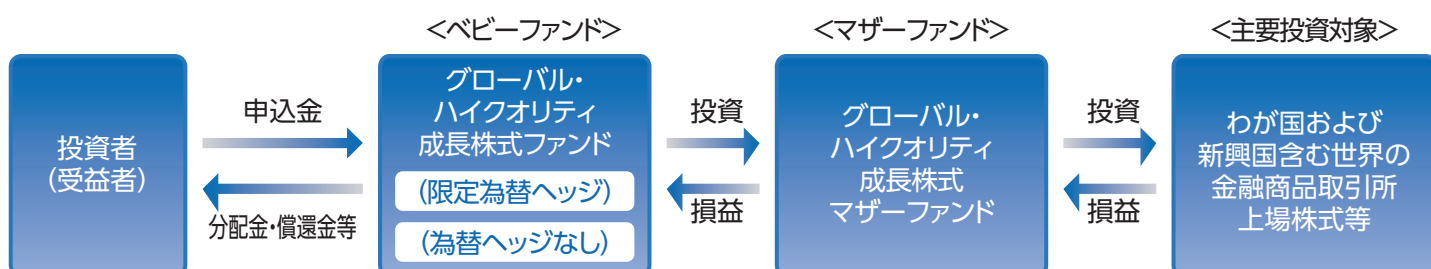 投資者
(受益者)
申込金
分配金・償還金等
<ベビーファンド>
グローバル・
ハイクオリティ
成長株式ファンド
(限定為替ヘッジ)
(為替ヘッジなし)
投資
損益
<マザーファンド>
グローバル・
ハイクオリティ
成長株式
マザーファンド
投資
損益
<主要投資対象>
わが国および
新興国含む世界の
金融商品取引所
上場株式等